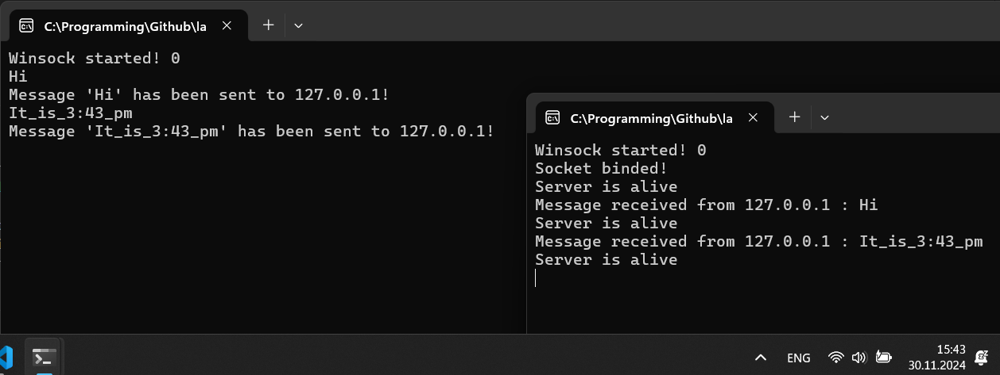 C:\Programming\Github\la
Winsock started! 0
Hi
Message 'Hi' has been sent to 127.0.0.1!
It_is_3:43_pm
Message 'It_is_3:43_pm' has been sent to 127.0.0.1!
C:\Programming\Github\la
Winsock started! 0
Socket binded!
Server is alive
Message received from 127.0.0.1 : Hi
Server is alive
Message received from 127.0.0.1 : It_is_3:43_pm
Server is alive
ENG
15:43
30.11.2024